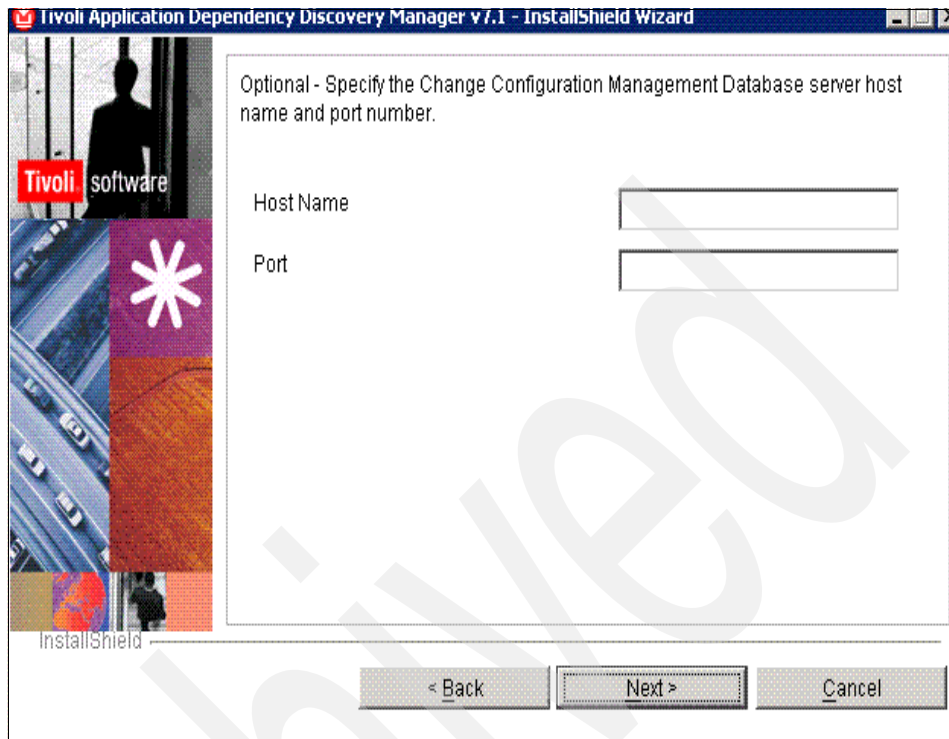 Tivoli Application Dependency Discovery Manager v7.1 - InstallShield Wizard
Optional - Specify the Change Configuration Management Database server host
name and port number.
Tivoli software
Host Name
Port
InstallShield
< Back
Next >
Cancel
hived